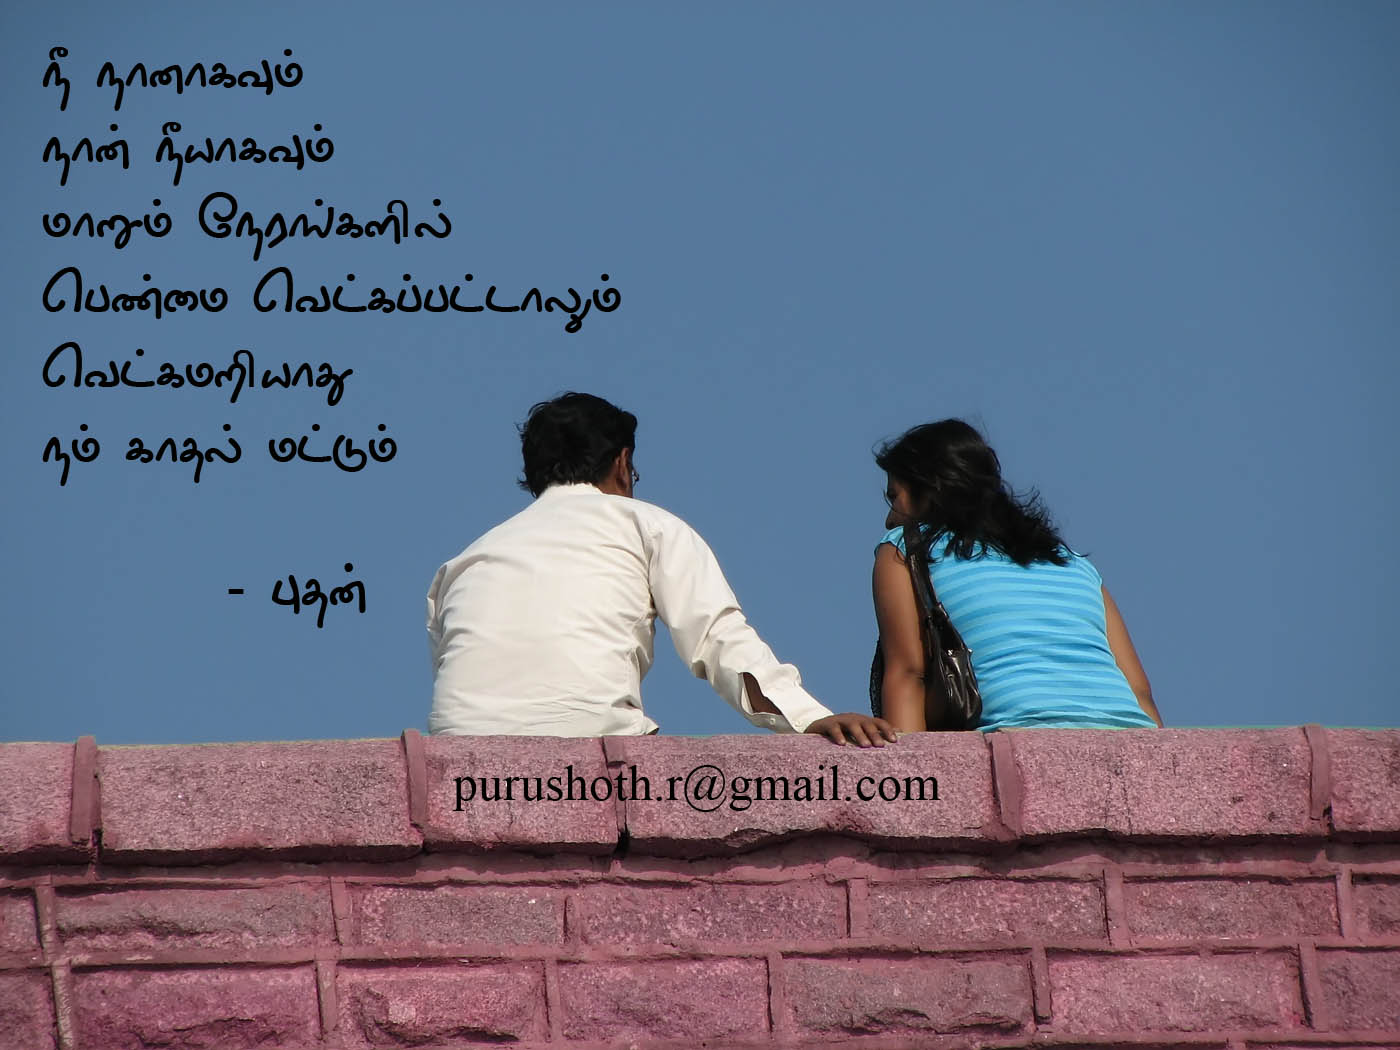 நீ நானாகவும்
நான் நீயாகவும்
மாறும் நேரங்களில்
பெண்மை வெட்கப்பட்டாலும்
வெட்கமறியாது
நம் காதல் மட்டும்
- புதன்
purushoth.r@gmail.com